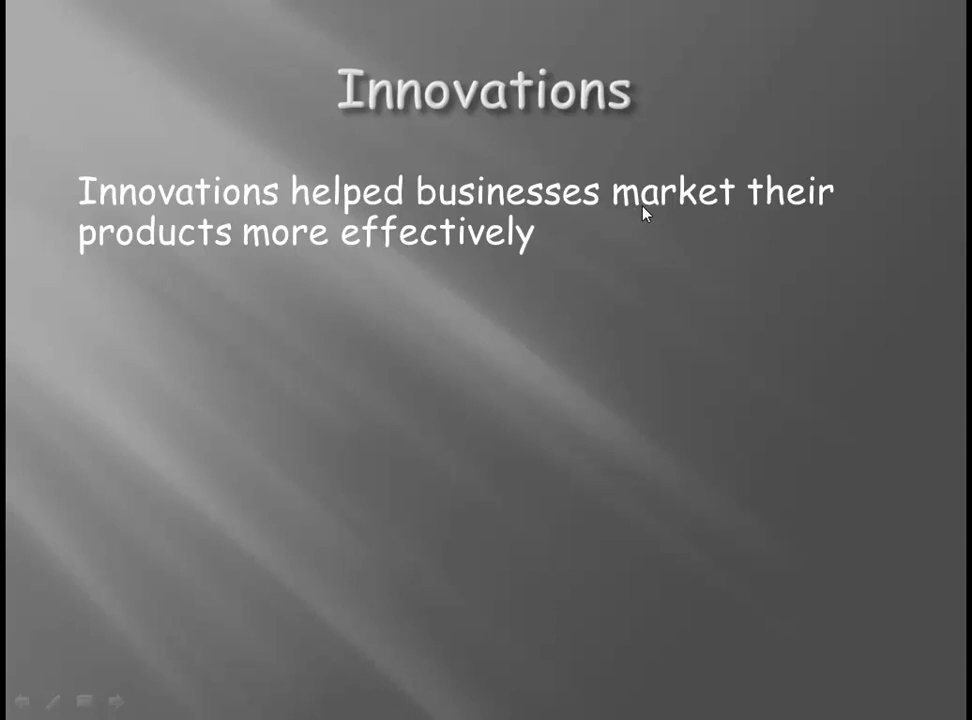 Innovations
Innovations helped businesses market their
products more effectively